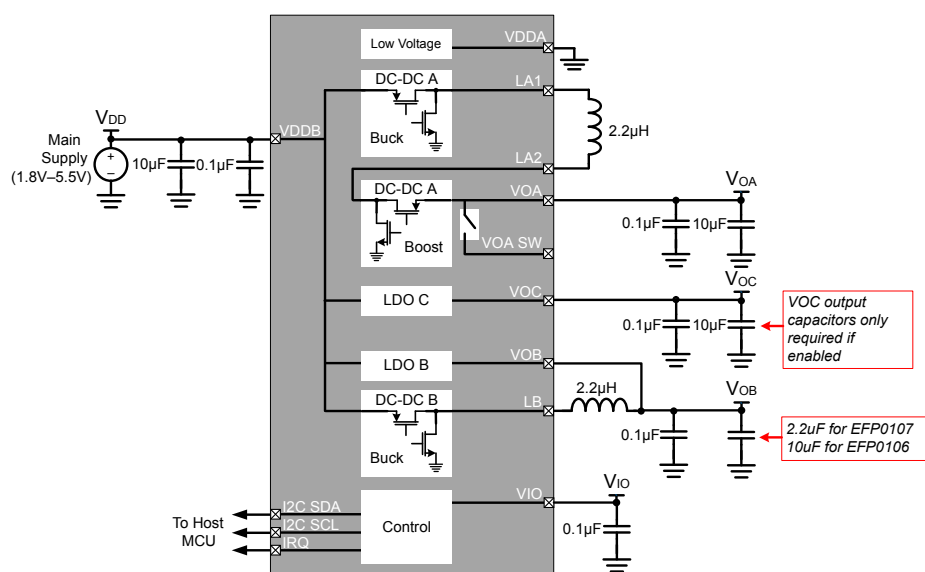 Low Voltage
VDDA
DC-DC A
LA1
Buck
2.2µH
VDD
VDDB
Main
Supply
(1.8V–5.5V)
10µF
0.1µF
LA2
DC-DC A
VOA
Boost
VOA SW
VOA
0.1µF
10µF
LDO C
VOC
VOC
0.1µF
10µF
VOC output
capacitors only
required if
enabled
LDO B
VOB
DC-DC B
LB
Buck
2.2µH
VOB
0.1µF
2.2uF for EFP0107
10uF for EFP0106
VIO
VIO
0.1µF
I2C SDA
I2C SCL
IRQ
Control
To Host
MCU